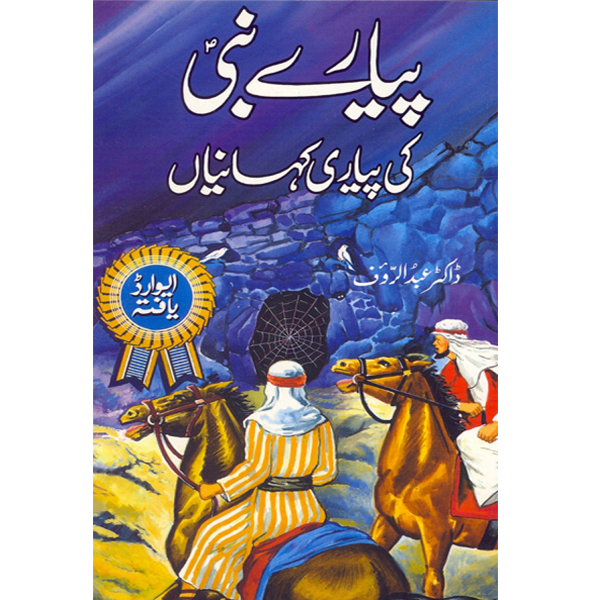 پیارے نبیؐ
کی پیاری کہانیاں
ڈاکٹر عبدالرؤف
ایوارڈ
یافتہ